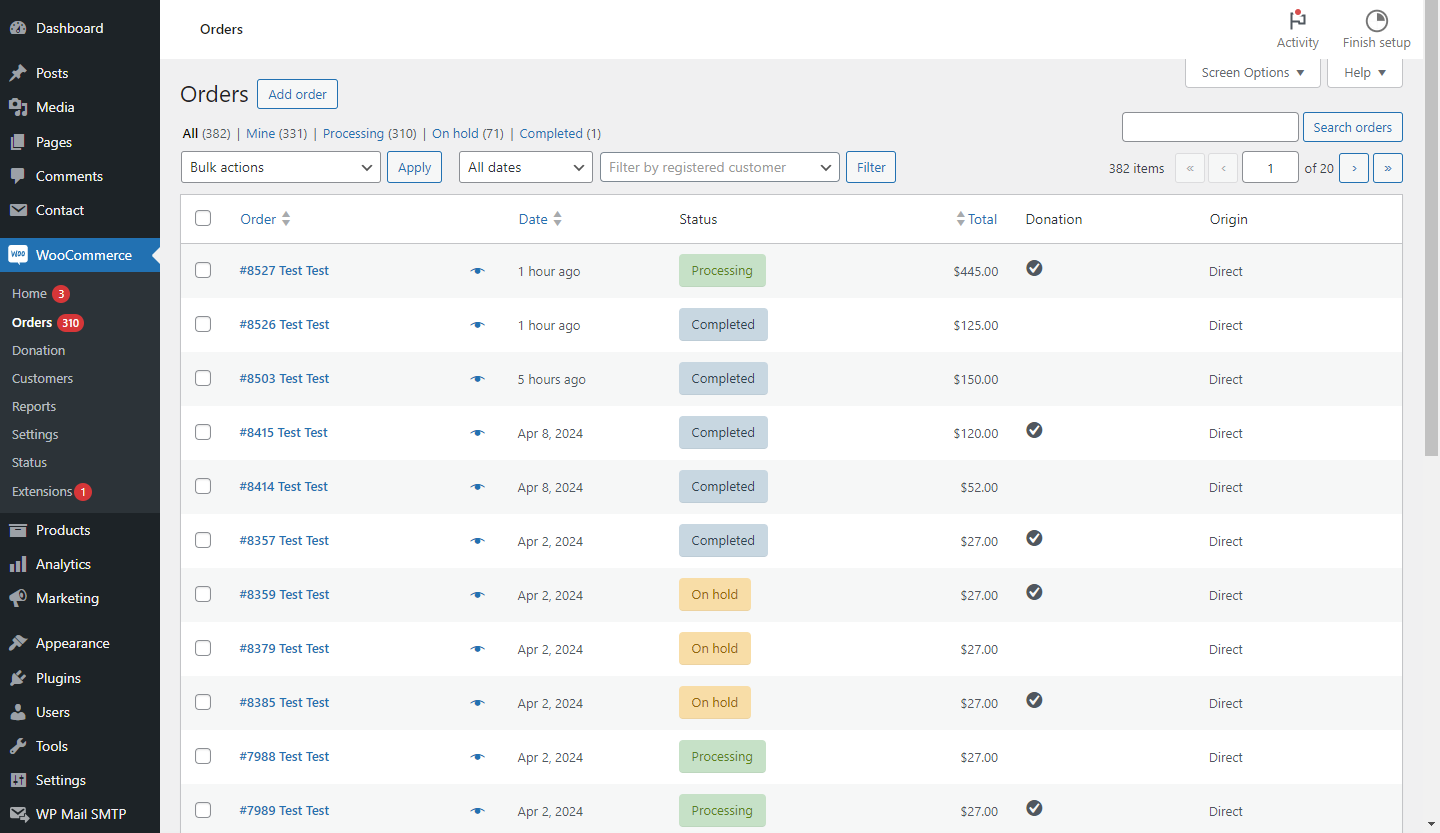 Dashboard
Posts
Media
Pages
Comments
Contact
WOO WooCommerce
Home 3
Orders 310
Donation
Customers
Reports
Settings
Status
Extensions 1
Products
Analytics
Marketing
Appearance
Plugins
Users
Tools
Settings
WP Mail SMTP
Orders
Activity
Finish setup
Screen Options ▼
Help ▼
Orders
Add order
All (382) | Mine (331) | Processing (310) | On hold (71) | Completed (1)
Search orders
Bulk actions
Apply
All dates
Filter by registered customer
Filter
382 items « ‹ 1 of 20 › »
Order Date Status Total Donation Origin
#8527 Test Test 1 hour ago Processing $445.00 Direct
#8526 Test Test 1 hour ago Completed $125.00 Direct
#8503 Test Test 5 hours ago Completed $150.00 Direct
#8415 Test Test Apr 8, 2024 Completed $120.00 Direct
#8414 Test Test Apr 8, 2024 Completed $52.00 Direct
#8357 Test Test Apr 2, 2024 Completed $27.00 Direct
#8359 Test Test Apr 2, 2024 On hold $27.00 Direct
#8379 Test Test Apr 2, 2024 On hold $27.00 Direct
#8385 Test Test Apr 2, 2024 On hold $27.00 Direct
#7988 Test Test Apr 2, 2024 Processing $27.00 Direct
#7989 Test Test Apr 2, 2024 Processing $27.00 Direct